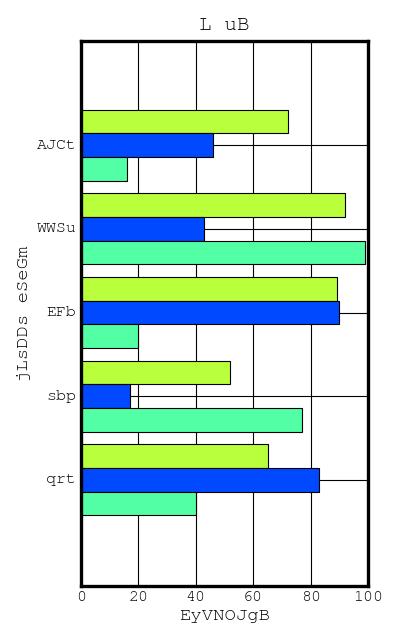 L uB
AJCt
WWSu
EFb
sbp
qrt
jLsDDs eSeGm
0 20 40 60 80 100
EyVNOJgB